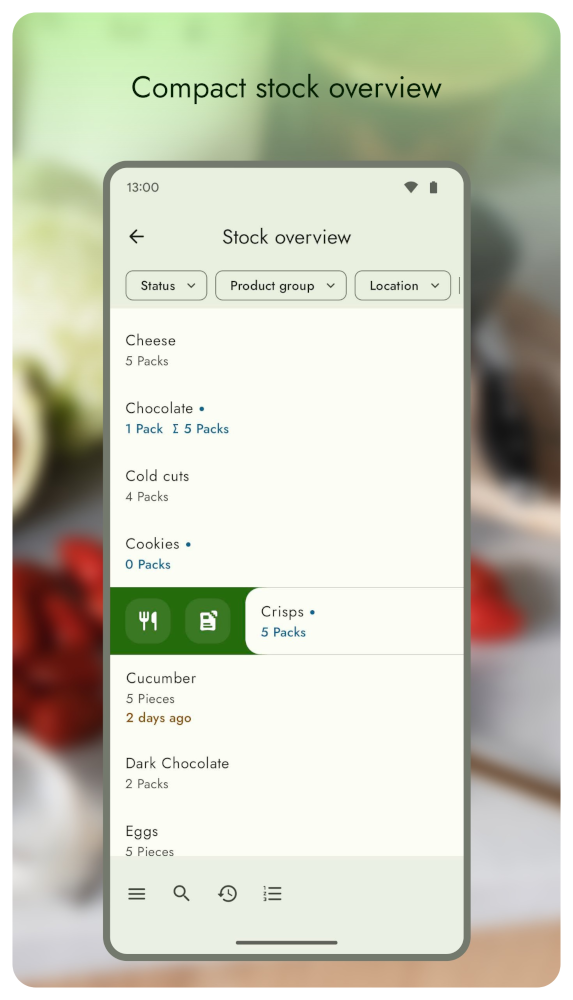 Compact stock overview
13:00
Stock overview
Status
Product group
Location
Cheese
5 Packs
Chocolate •
1 Pack Σ 5 Packs
Cold cuts
4 Packs
Cookies •
0 Packs
Crisps •
5 Packs
Cucumber
5 Pieces
2 days ago
Dark Chocolate
2 Packs
Eggs
5 Pieces